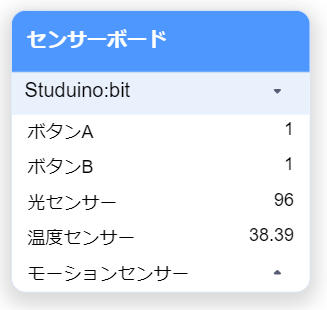 センサーボード
Studuino:bit
ボタンA 1
ボタンB 1
光センサー 96
温度センサー 38.39
モーションセンサー